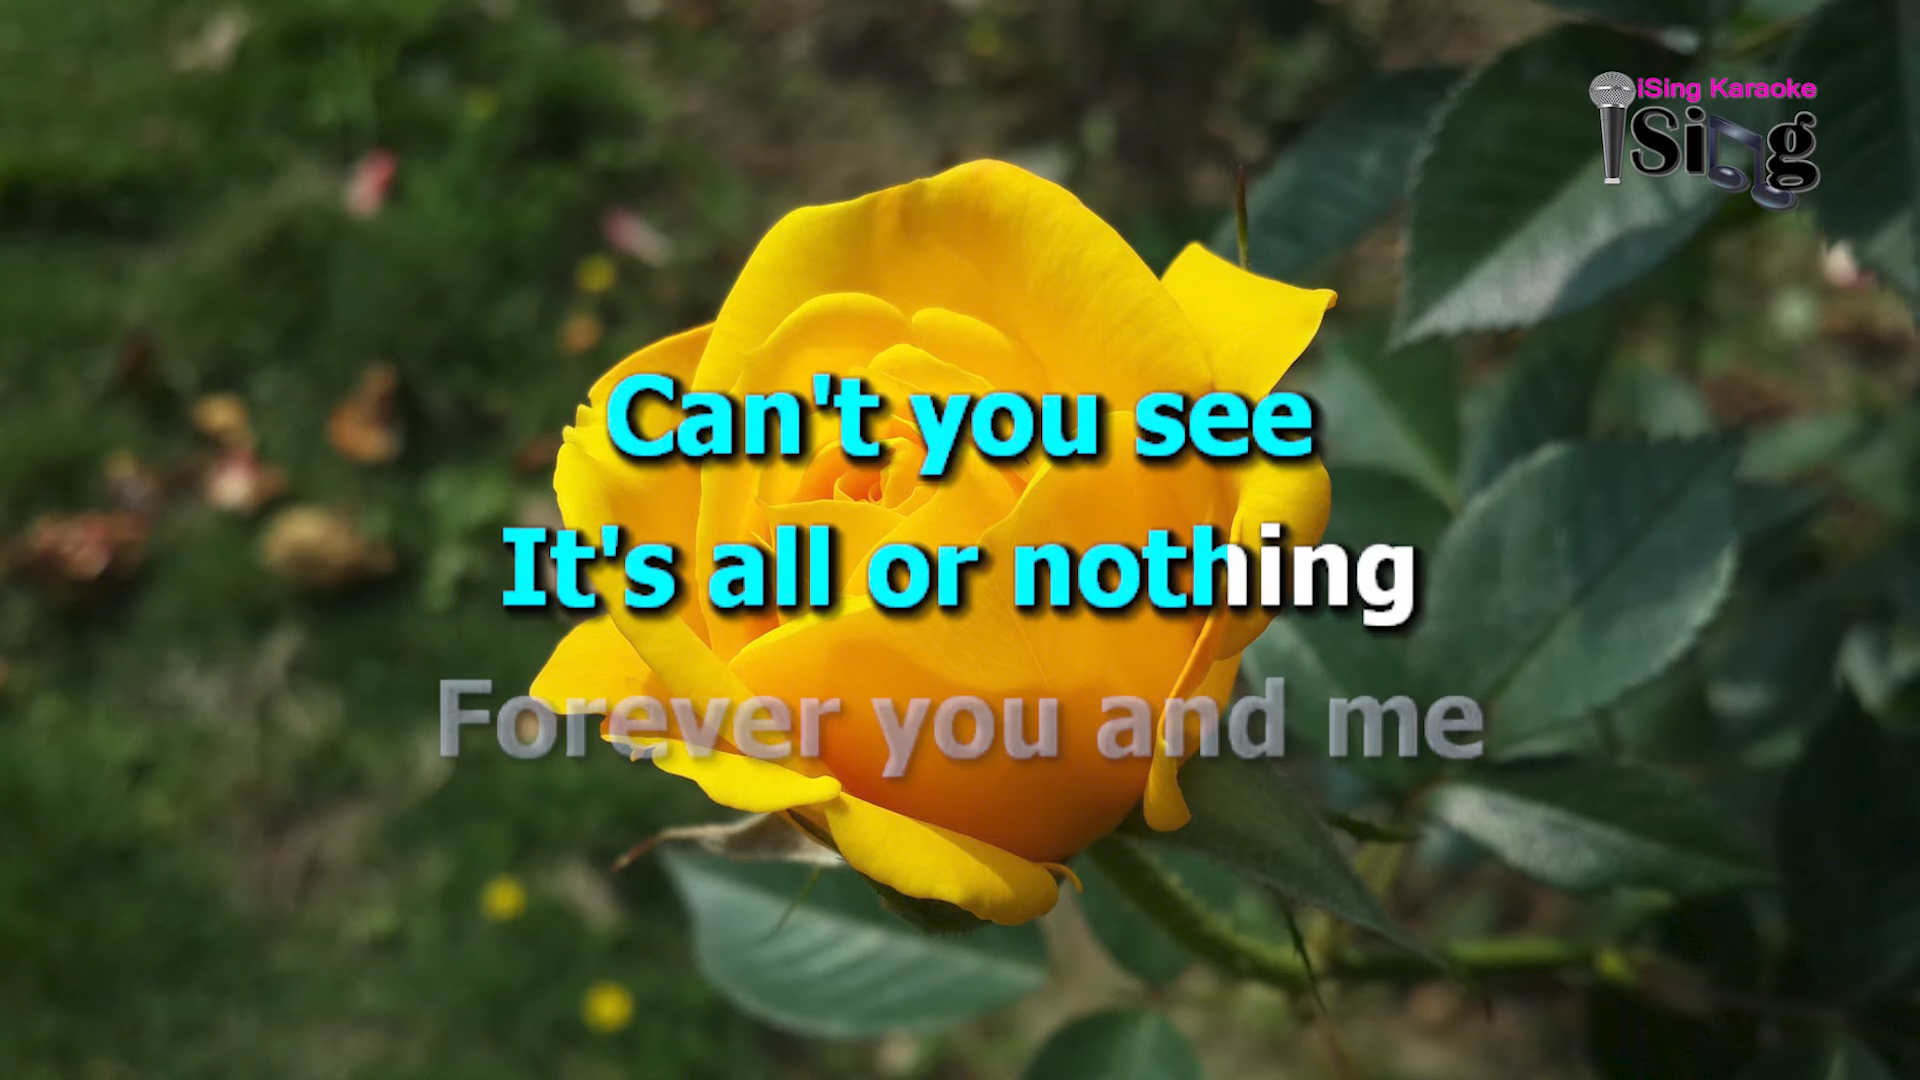 iSing Karaoke
iSing
Can't you see
It's all or nothing
Forever you and me